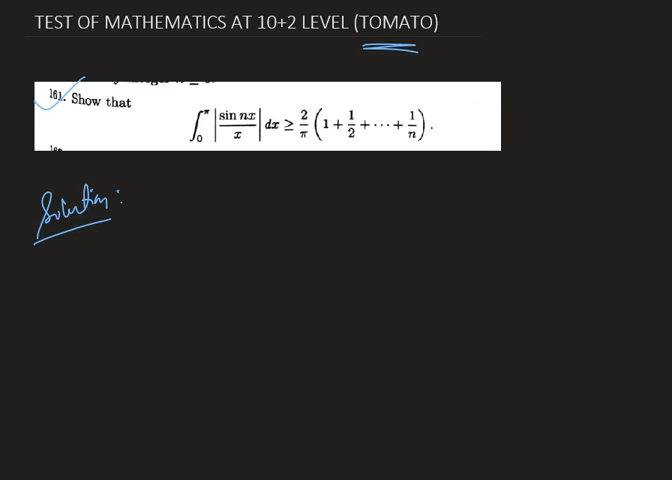 TEST OF MATHEMATICS AT 10+2 LEVEL (TOMATO)
161. Show that
∫₀^π |sin nx / x| dx ≥ 2/π (1 + 1/2 + ⋯ + 1/n).
Solution: